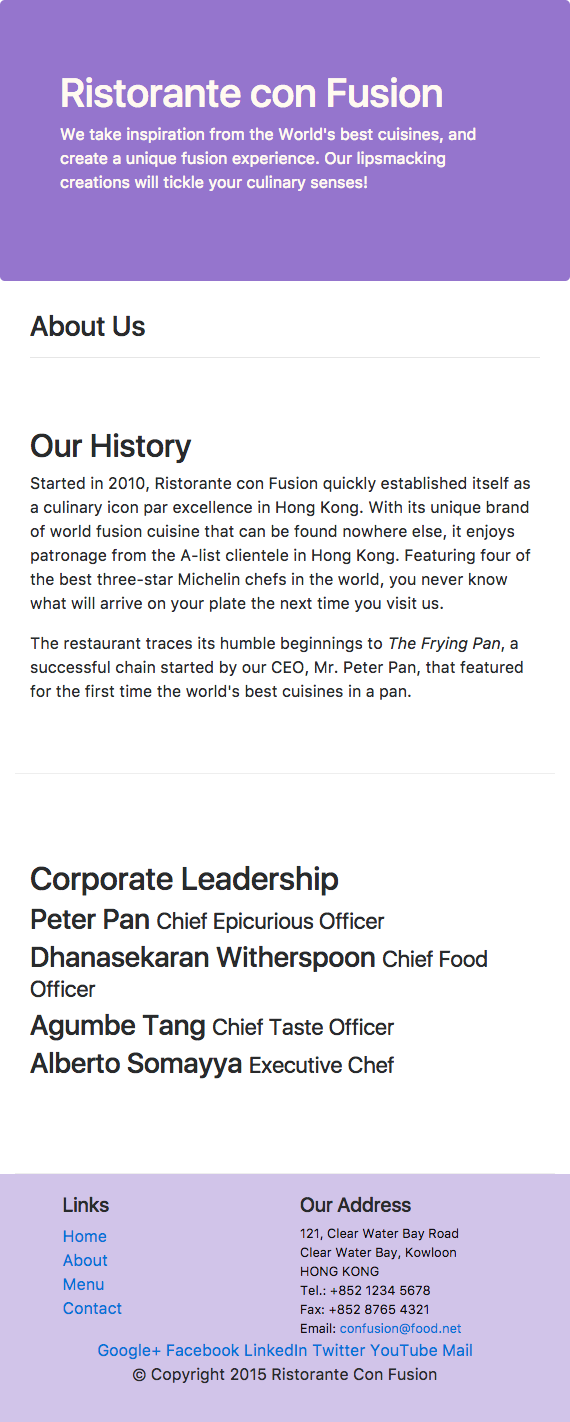 Ristorante con Fusion
We take inspiration from the World's best cuisines, and
create a unique fusion experience. Our lipsmacking
creations will tickle your culinary senses!
About Us
Our History
Started in 2010, Ristorante con Fusion quickly established itself as
a culinary icon par excellence in Hong Kong. With its unique brand
of world fusion cuisine that can be found nowhere else, it enjoys
patronage from the A-list clientele in Hong Kong. Featuring four of
the best three-star Michelin chefs in the world, you never know
what will arrive on your plate the next time you visit us.
The restaurant traces its humble beginnings to The Frying Pan, a
successful chain started by our CEO, Mr. Peter Pan, that featured
for the first time the world's best cuisines in a pan.
Corporate Leadership
Peter Pan Chief Epicurious Officer
Dhanasekaran Witherspoon Chief Food
Officer
Agumbe Tang Chief Taste Officer
Alberto Somayya Executive Chef
Links
Home
About
Menu
Contact
Our Address
121, Clear Water Bay Road
Clear Water Bay, Kowloon
HONG KONG
Tel.: +852 1234 5678
Fax: +852 8765 4321
Email: confusion@food.net
Google+ Facebook LinkedIn Twitter YouTube Mail
© Copyright 2015 Ristorante Con Fusion